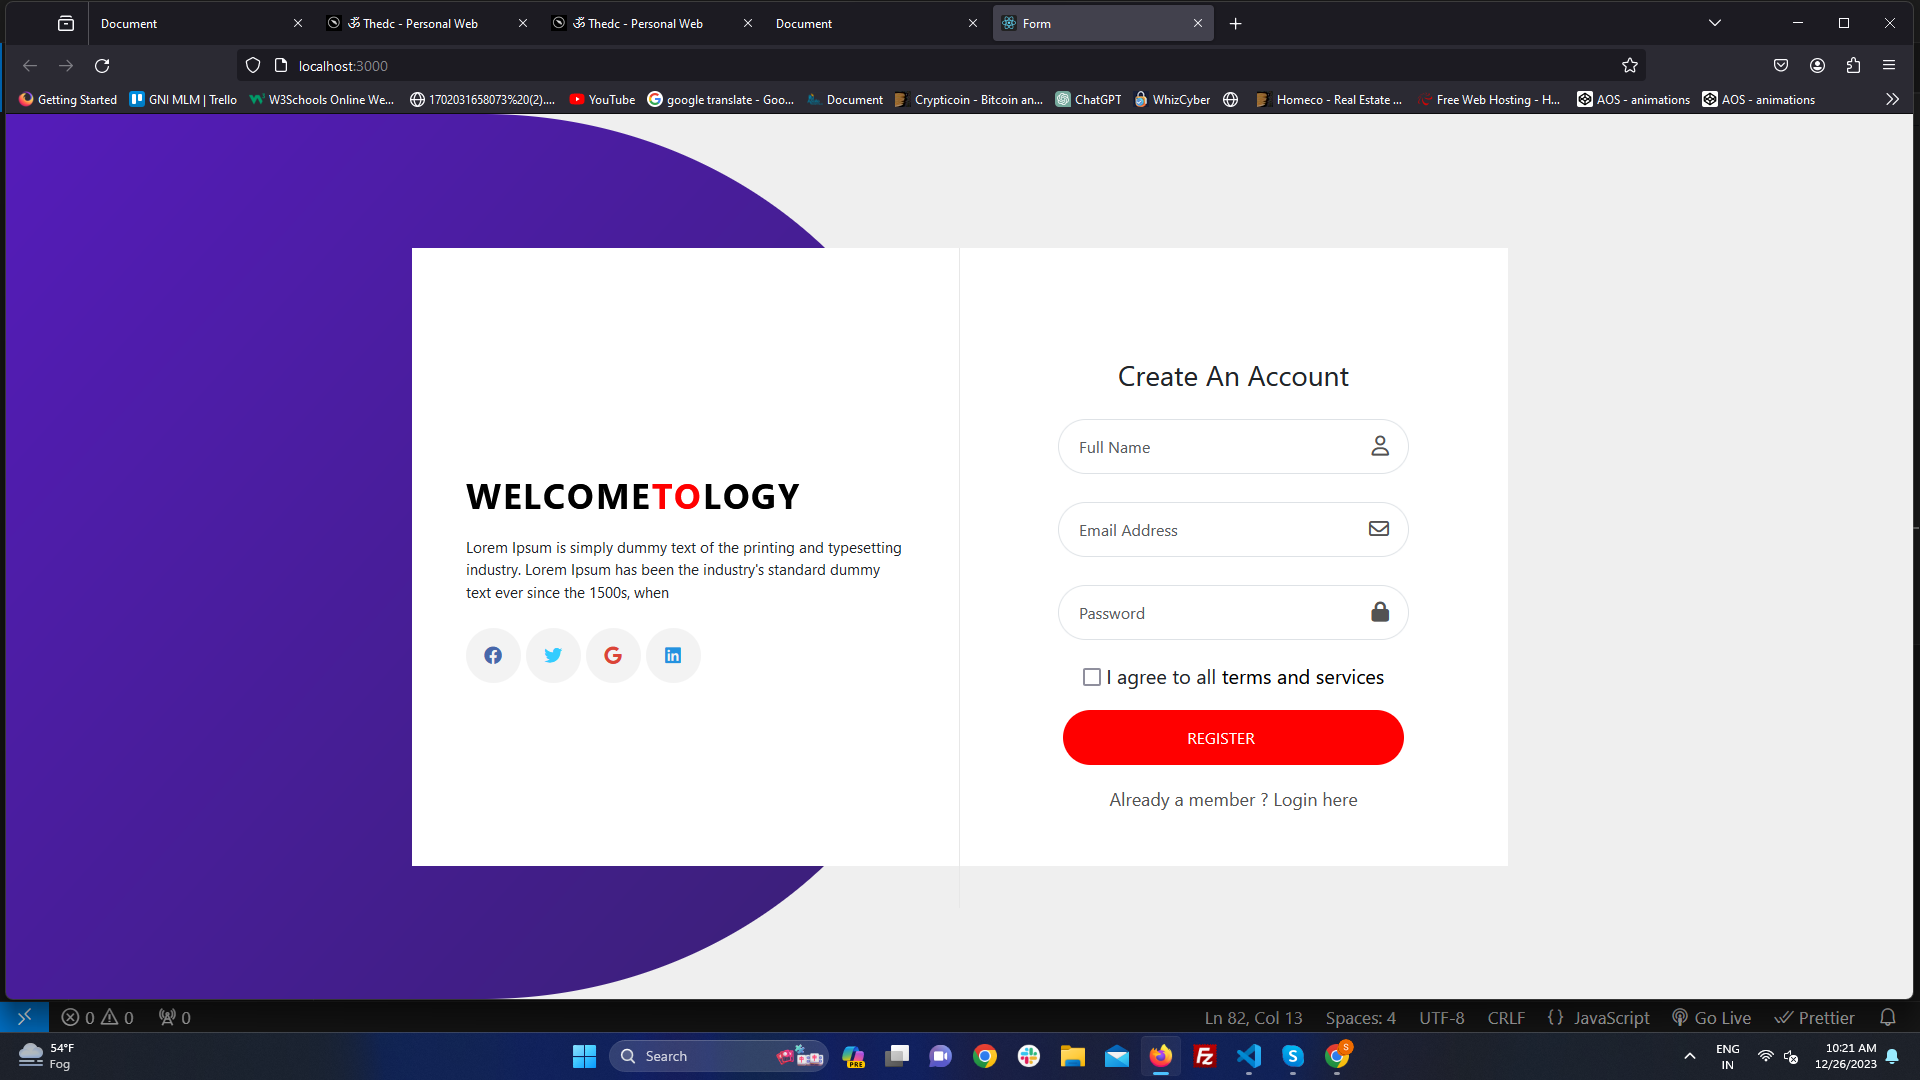 Document
ॐ Thedc - Personal Web
ॐ Thedc - Personal Web
Document
Form
localhost:3000
Getting Started
GNI MLM | Trello
W3Schools Online We...
1702031658073%20(2)....
YouTube
google translate - Goo...
Document
Crypticoin - Bitcoin an...
ChatGPT
WhizCyber
Homeco - Real Estate ...
Free Web Hosting - H...
AOS - animations
AOS - animations
WELCOMETOLOGY
Lorem Ipsum is simply dummy text of the printing and typesetting
industry. Lorem Ipsum has been the industry's standard dummy
text ever since the 1500s, when
Create An Account
Full Name
Email Address
Password
I agree to all terms and services
REGISTER
Already a member ? Login here
0 0 0
Ln 82, Col 13
Spaces: 4
UTF-8
CRLF
{ } JavaScript
Go Live
Prettier
54°F
Fog
Search
PRE
S
ENG
IN
10:21 AM
12/26/2023